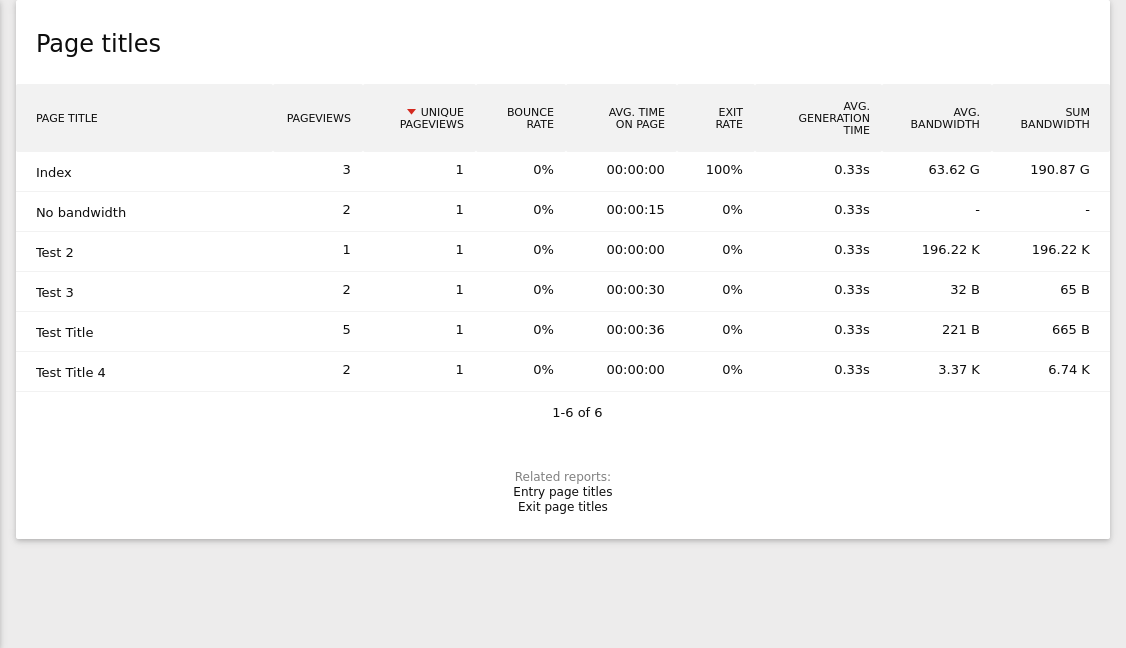 Page titles
PAGE TITLE PAGEVIEWS UNIQUE PAGEVIEWS BOUNCE RATE AVG. TIME ON PAGE EXIT RATE AVG. GENERATION TIME AVG. BANDWIDTH SUM BANDWIDTH
Index 3 1 0% 00:00:00 100% 0.33s 63.62 G 190.87 G
No bandwidth 2 1 0% 00:00:15 0% 0.33s - -
Test 2 1 1 0% 00:00:00 0% 0.33s 196.22 K 196.22 K
Test 3 2 1 0% 00:00:30 0% 0.33s 32 B 65 B
Test Title 5 1 0% 00:00:36 0% 0.33s 221 B 665 B
Test Title 4 2 1 0% 00:00:00 0% 0.33s 3.37 K 6.74 K
1-6 of 6
Related reports:
Entry page titles
Exit page titles